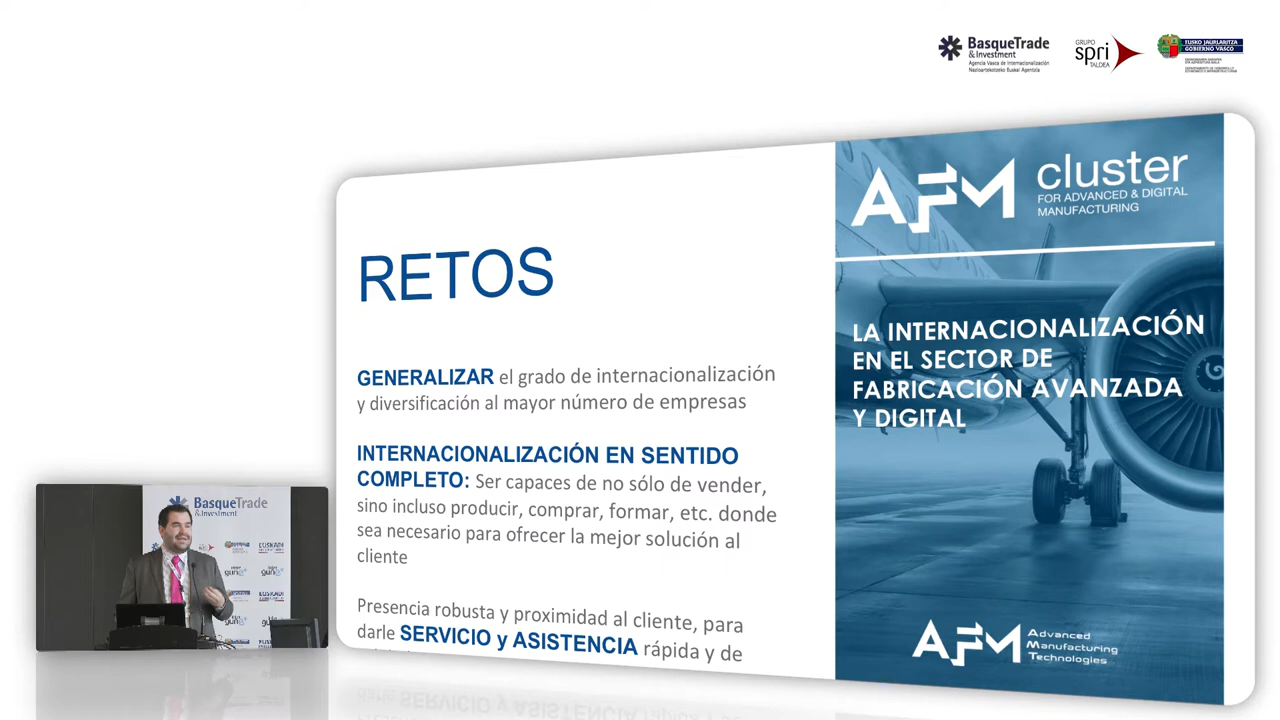 BasqueTrade
& Investment
Agencia Vasca de Internacionalización
Nazioartekotzeko Euskal Agentzia
GRUPO
spri
TALDEA
EUSKO JAURLARITZA
GOBIERNO VASCO
RETOS
GENERALIZAR el grado de internacionalización
y diversificación al mayor número de empresas
INTERNACIONALIZACIÓN EN SENTIDO
COMPLETO: Ser capaces de no sólo de vender,
sino incluso producir, comprar, formar, etc. donde
sea necesario para ofrecer la mejor solución al
cliente
Presencia robusta y proximidad al cliente, para
darle SERVICIO y ASISTENCIA rápida y de
AFM cluster
FOR ADVANCED & DIGITAL
MANUFACTURING
LA INTERNACIONALIZACIÓN
EN EL SECTOR DE
FABRICACIÓN AVANZADA
Y DIGITAL
AFM Advanced
Manufacturing
Technologies
BasqueTrade
& Investment